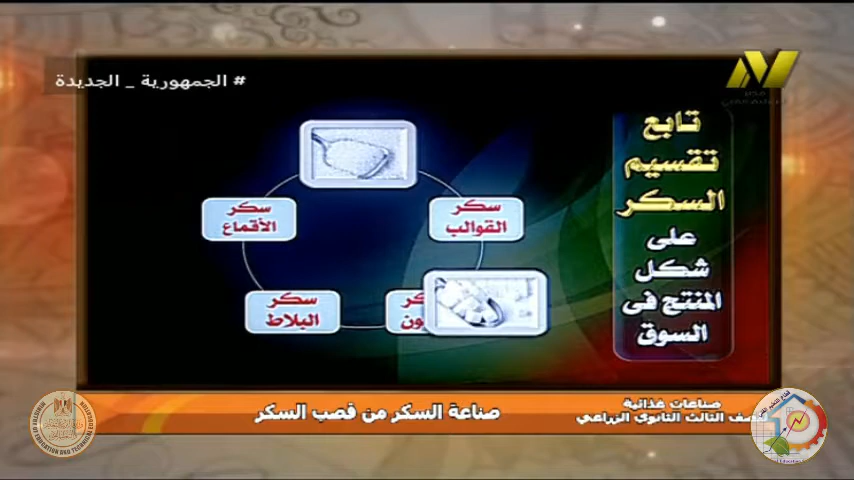 # الجمهورية _ الجديدة
تابع
تقسيم
السكر
على
شكل
المنتج فى
السوق
سكر
القوالب
سكر
الأقماع
سكر
البلاط
صناعات غذائية
الثالث الثانوي الزراعي
صناعة السكر من قصب السكر